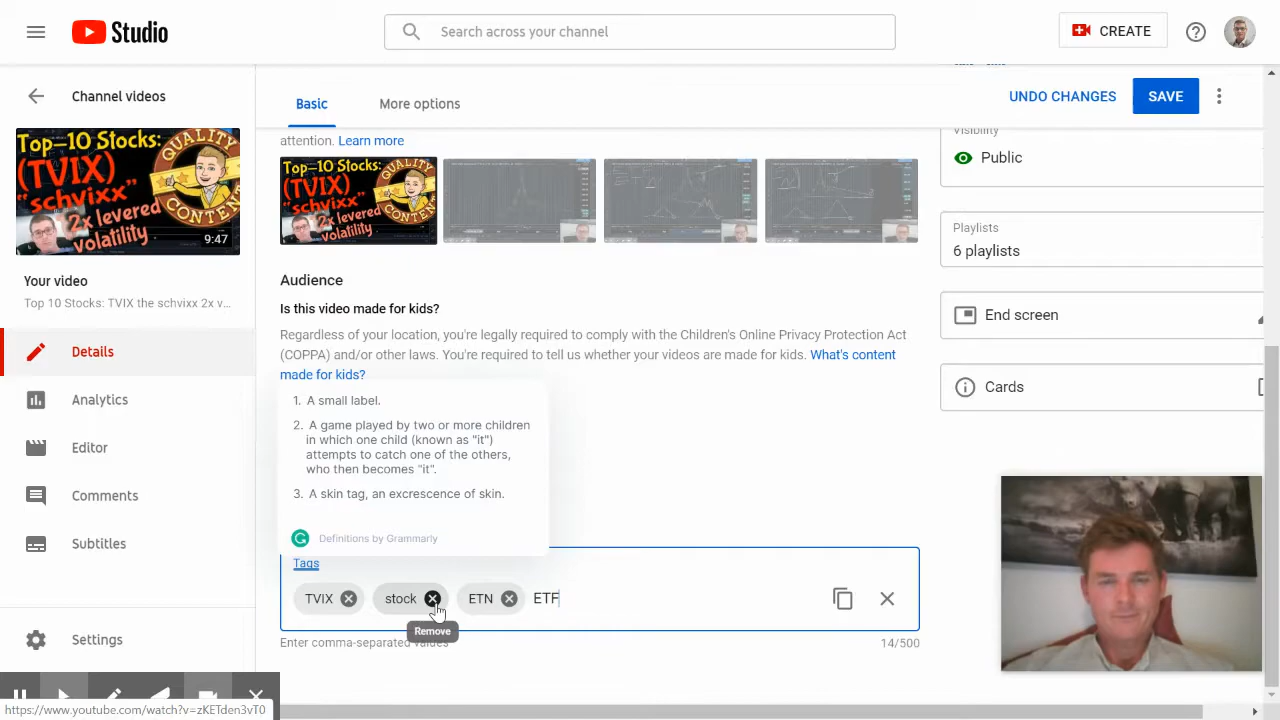 Studio
Search across your channel
CREATE
Channel videos
Top-10 Stocks:
(TVIX)
"schvixx"
2x levered
volatility
QUALITY
CONTENT
9:47
Your video
Top 10 Stocks: TVIX the schvixx 2x v...
Details
Analytics
Editor
Comments
Subtitles
Settings
https://www.youtube.com/watch?v=zKETden3vT0
Basic
More options
UNDO CHANGES
SAVE
attention. Learn more
Top-10 Stocks:
(TVIX)
"schvixx"
2x levered
volatility
QUALITY
CONTENT
Audience
Is this video made for kids?
Regardless of your location, you're legally required to comply with the Children's Online Privacy Protection Act
(COPPA) and/or other laws. You're required to tell us whether your videos are made for kids. What's content
made for kids?
1. A small label.
2. A game played by two or more children
in which one child (known as "it")
attempts to catch one of the others,
who then becomes "it".
3. A skin tag, an excrescence of skin.
Definitions by Grammarly
Tags
TVIX
stock
ETN
ETF
Remove
Enter comma-separated values
14/500
Visibility
Public
Playlists
6 playlists
End screen
Cards